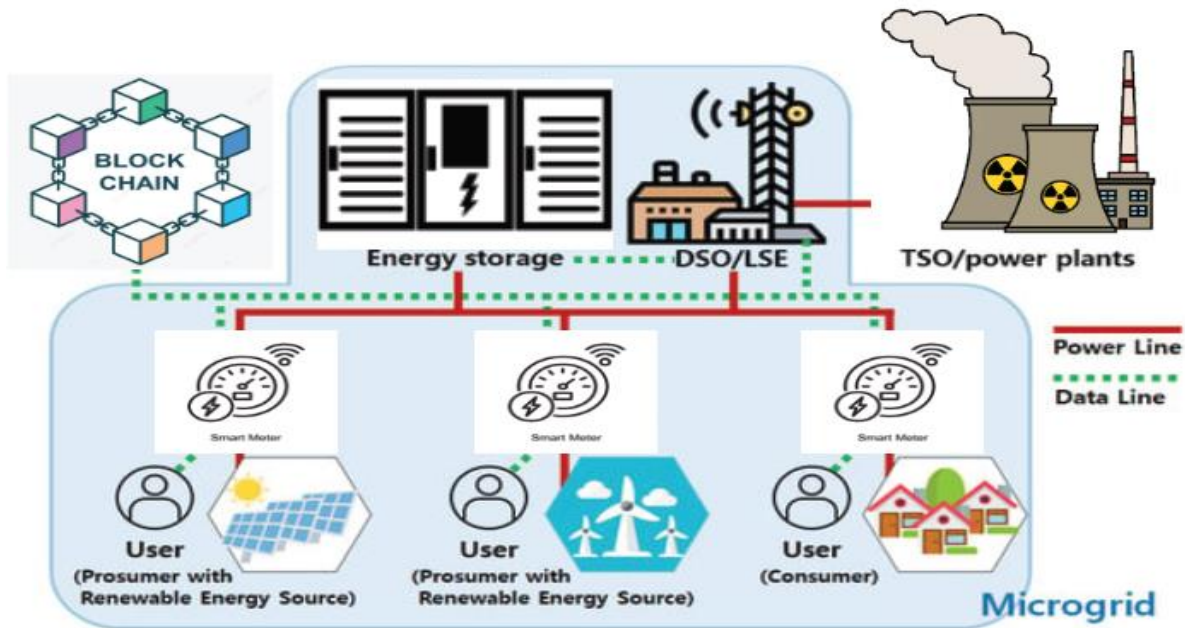 BLOCK
CHAIN
Energy storage
DSO/LSE
TSO/power plants
Power Line
Data Line
Smart Meter
Smart Meter
Smart Meter
User
(Prosumer with
Renewable Energy Source)
User
(Prosumer with
Renewable Energy Source)
User
(Consumer)
Microgrid